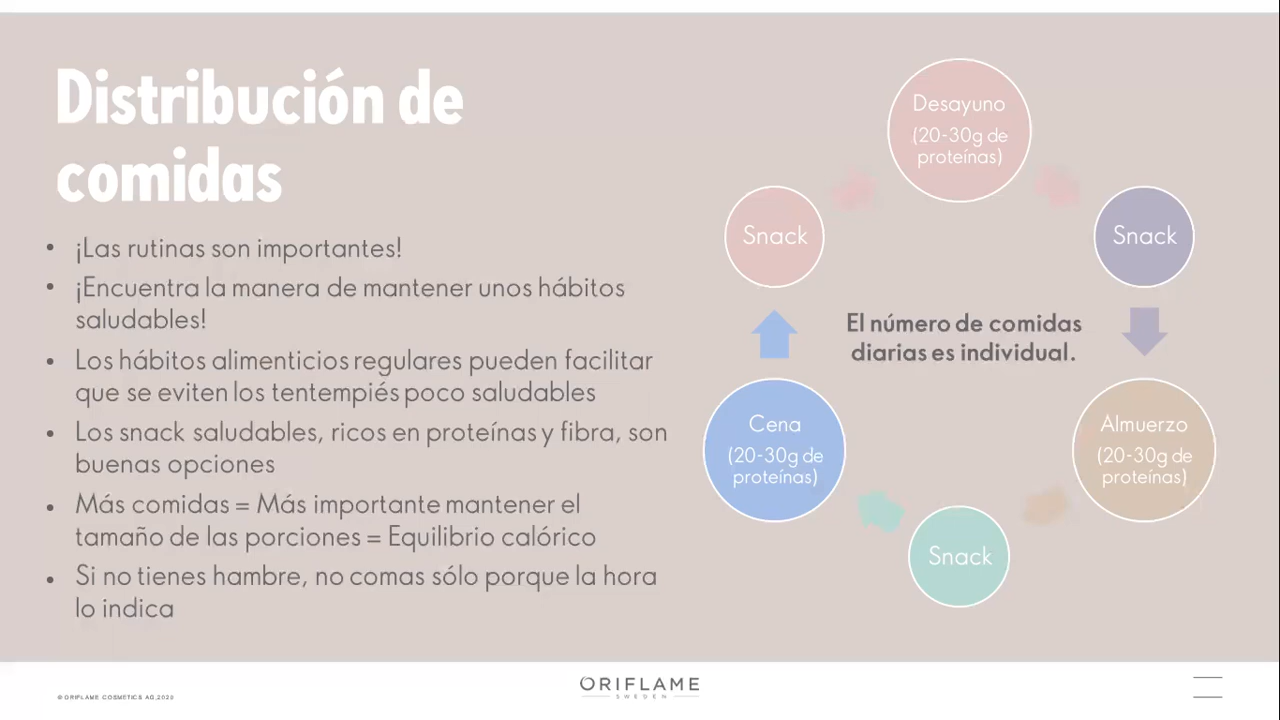 Distribución de
comidas
• ¡Las rutinas son importantes!
• ¡Encuentra la manera de mantener unos hábitos
saludables!
• Los hábitos alimenticios regulares pueden facilitar
que se eviten los tentempiés poco saludables
• Los snack saludables, ricos en proteínas y fibra, son
buenas opciones
• Más comidas = Más importante mantener el
tamaño de las porciones = Equilibrio calórico
• Si no tienes hambre, no comas sólo porque la hora
lo indica
Desayuno
(20-30g de
proteínas)
Snack
Almuerzo
(20-30g de
proteínas)
Snack
Cena
(20-30g de
proteínas)
Snack
El número de comidas
diarias es individual.
© ORIFLAME COSMETICS AG, 2020
ORIFLAME
SWEDEN